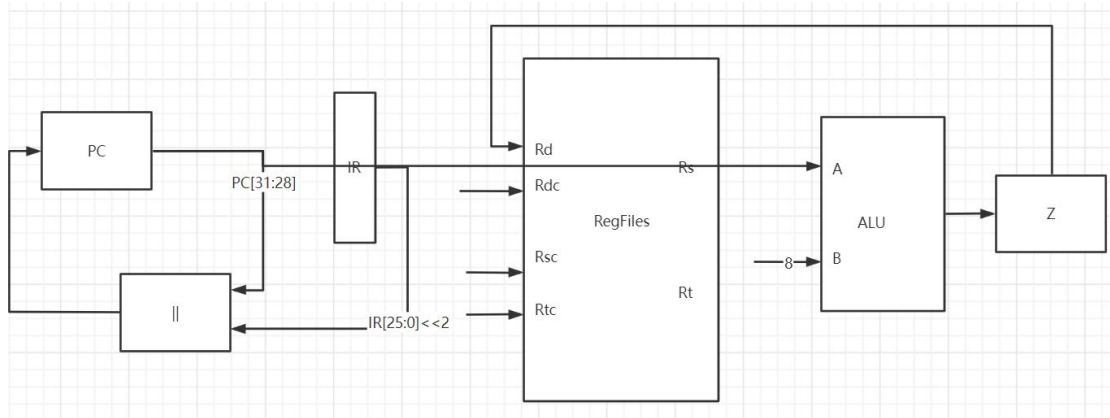 PC
PC[31:28]
||
IR
IR[25:0]<<2
Rd
Rdc
Rsc
Rtc
RegFiles
Rs
Rt
8
A
B
ALU
Z